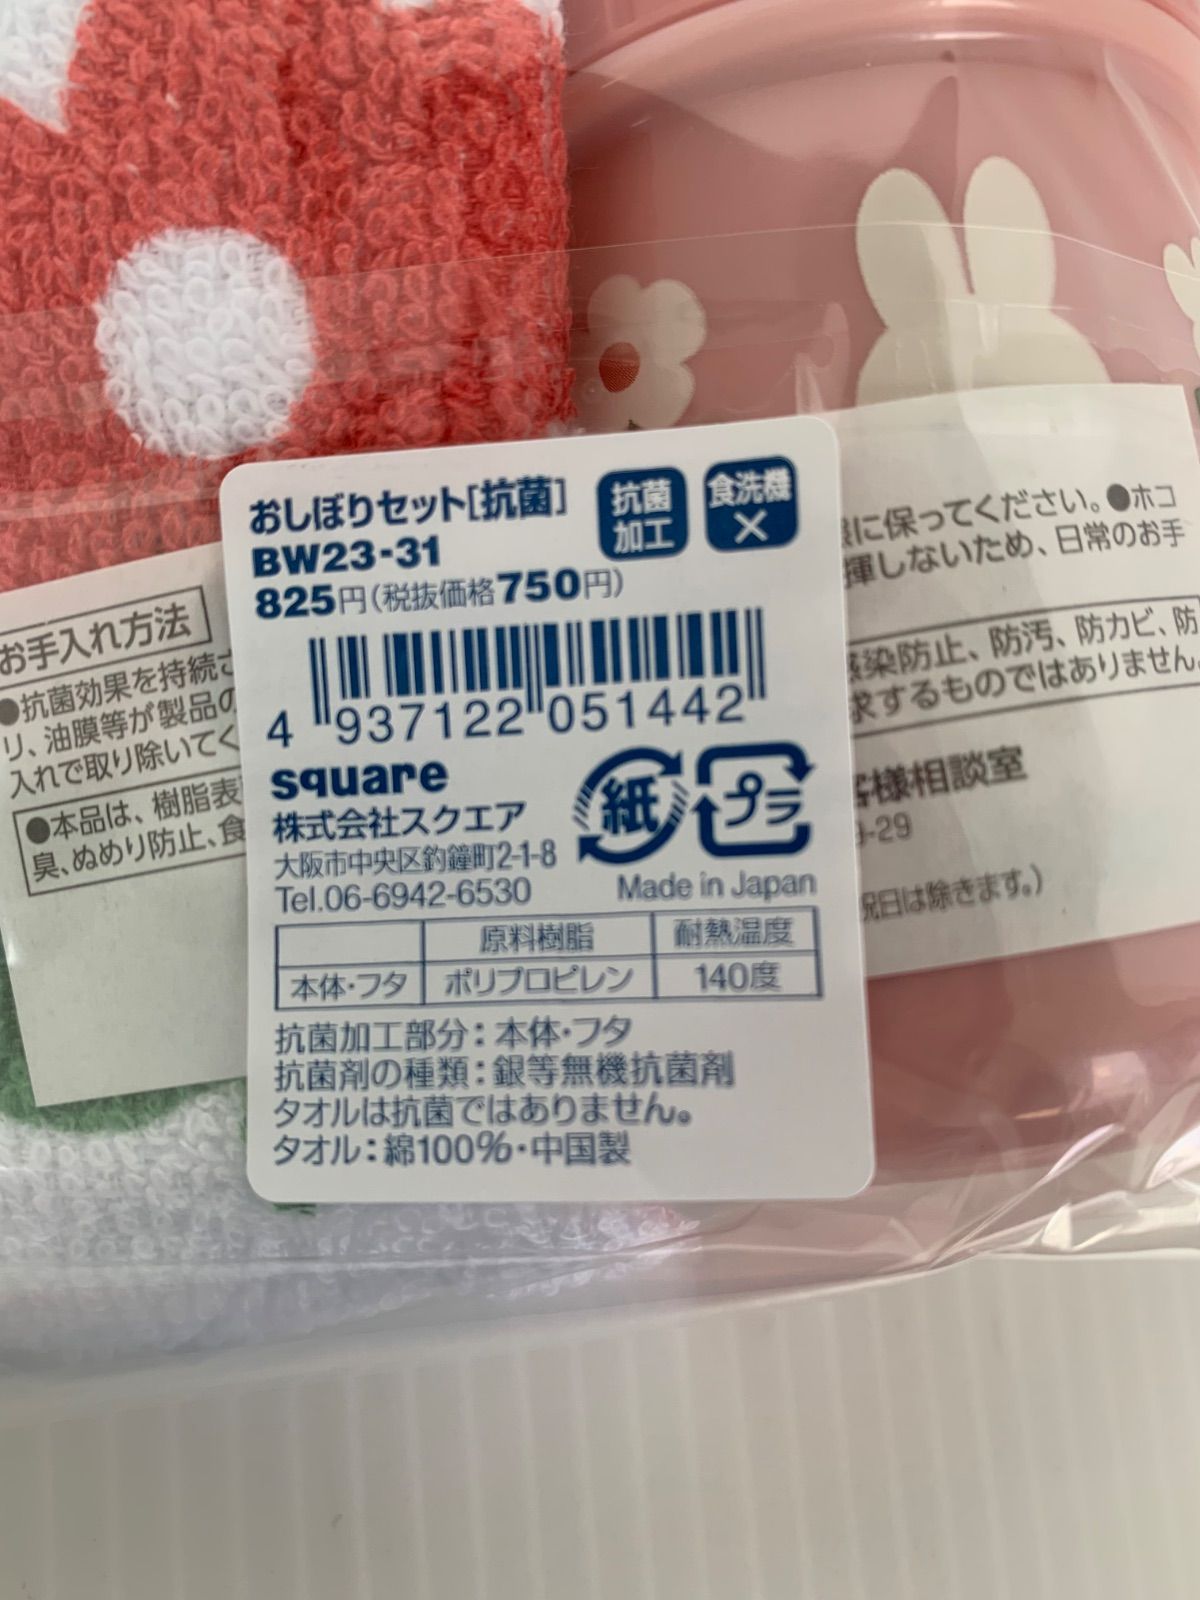 おしぼりセット[抗菌]
BW23-31
825円(税抜価格750円)
抗菌
加工
食洗機
×
4 937122 051442
square
株式会社スクエア
大阪市中央区釣鐘町2-1-8
Tel.06-6942-6530
紙
プラ
Made in Japan
原料樹脂 耐熱温度
本体・フタ ポリプロピレン 140度
抗菌加工部分：本体・フタ
抗菌剤の種類：銀等無機抗菌剤
タオルは抗菌ではありません。
タオル：綿100%・中国製
お手入れ方法
●抗菌効果を持続さ
リ、油膜等が製品の
入れで取り除いてく
●本品は、樹脂表
臭、ぬめり防止、食
に保ってください。●ホコ
揮しないため、日常のお手
感染防止、防汚、防カビ、防
求するものではありません。
客様相談室
-29
祝日は除きます。)